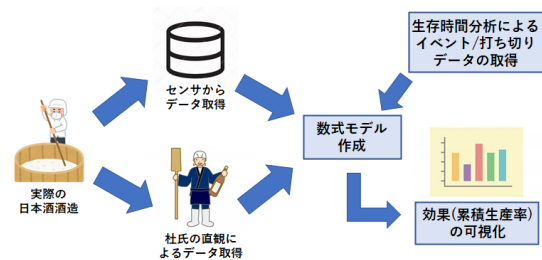 生存時間分析による
イベント/打ち切り
データの取得
センサから
データ取得
数式モデル
作成
実際の
日本酒酒造
杜氏の直観に
よるデータ取得
効果(累積生産率)
の可視化